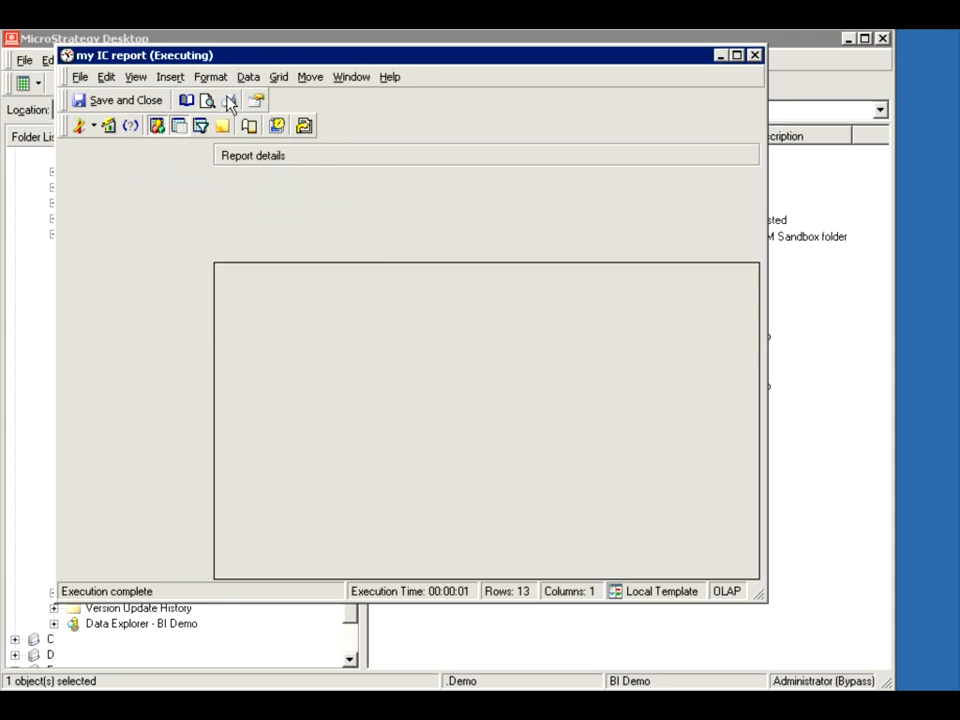 MicroStrategy Desktop
my IC report (Executing)
File Ed
File Edit View Insert Format Data Grid Move Window Help
Save and Close
Location:
Folder Lis
cription
Report details
sted
M Sandbox folder
Execution complete Execution Time: 00:00:01 Rows: 13 Columns: 1 Local Template OLAP
Version Update History
Data Explorer - BI Demo
C
D
1 object(s) selected .Demo BI Demo Administrator (Bypass)